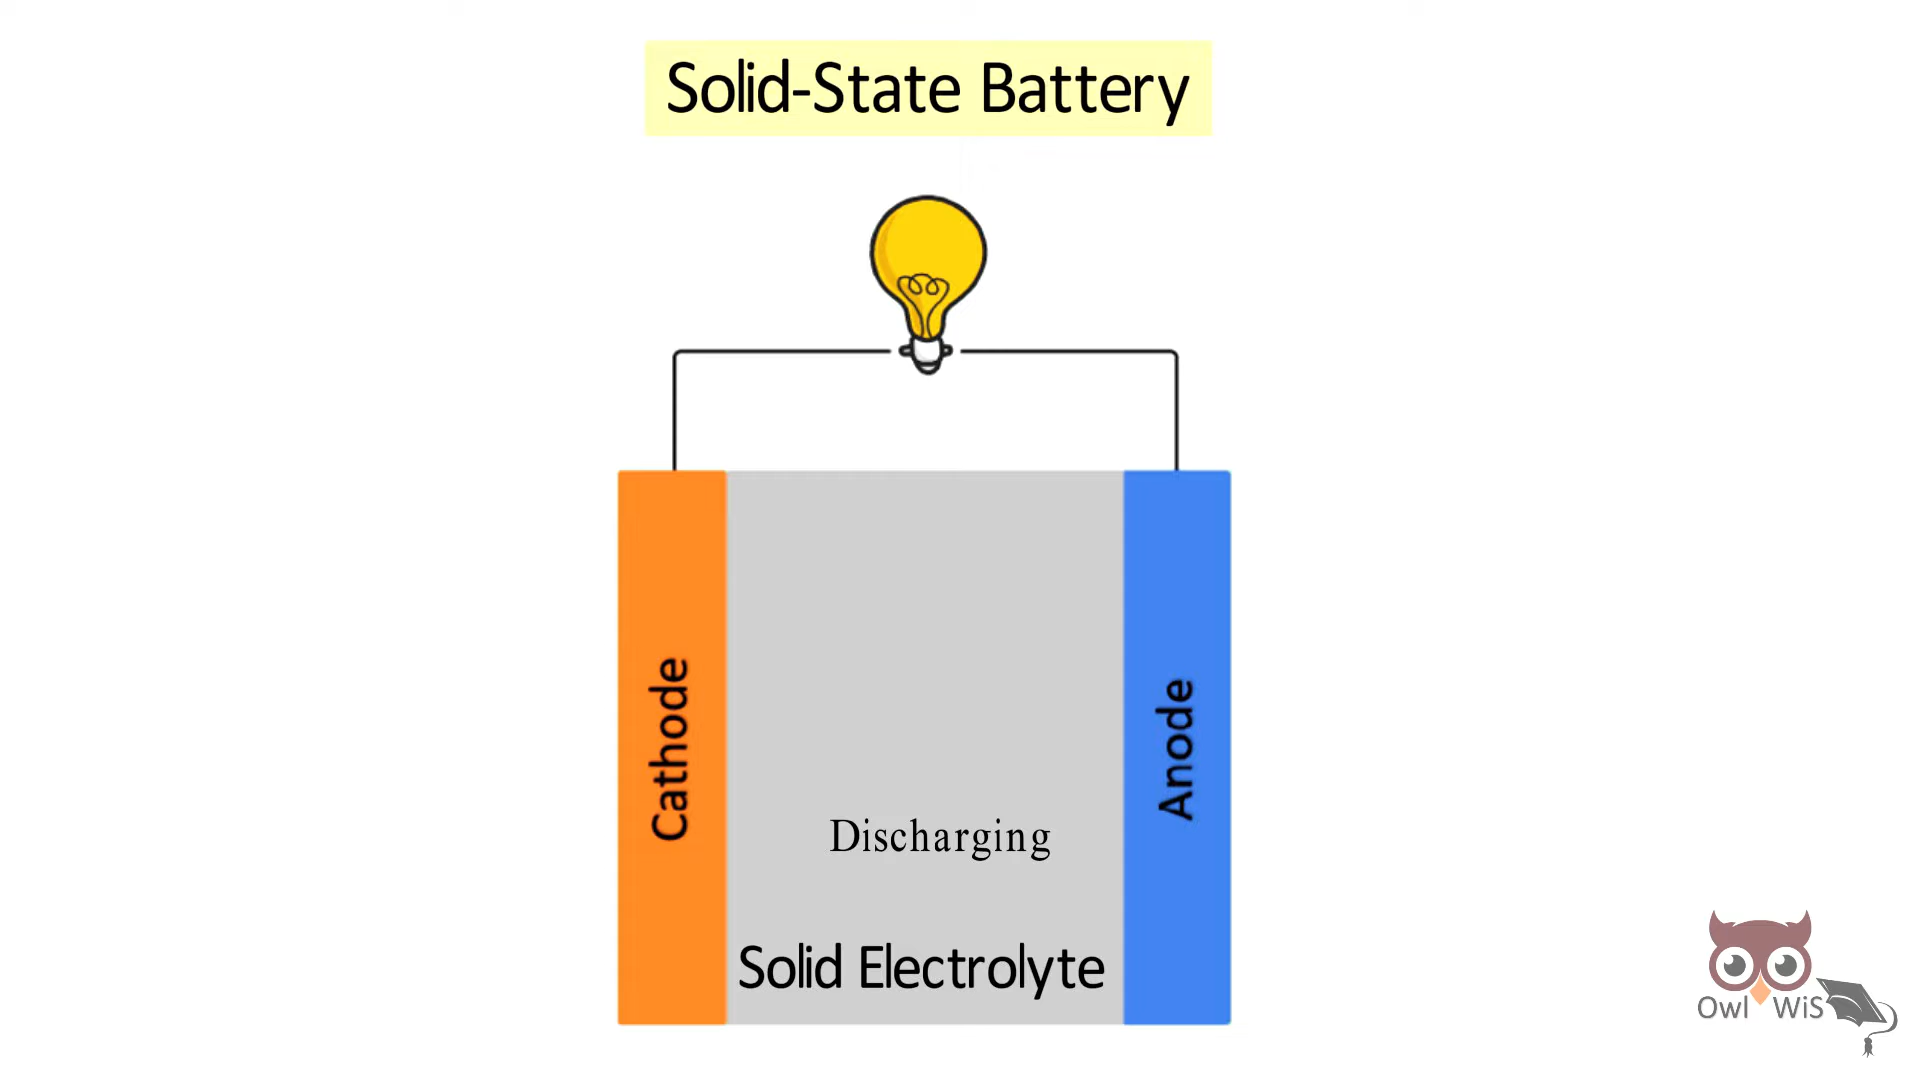 Solid-State Battery
Cathode
Anode
Discharging
Solid Electrolyte
Owl WiS